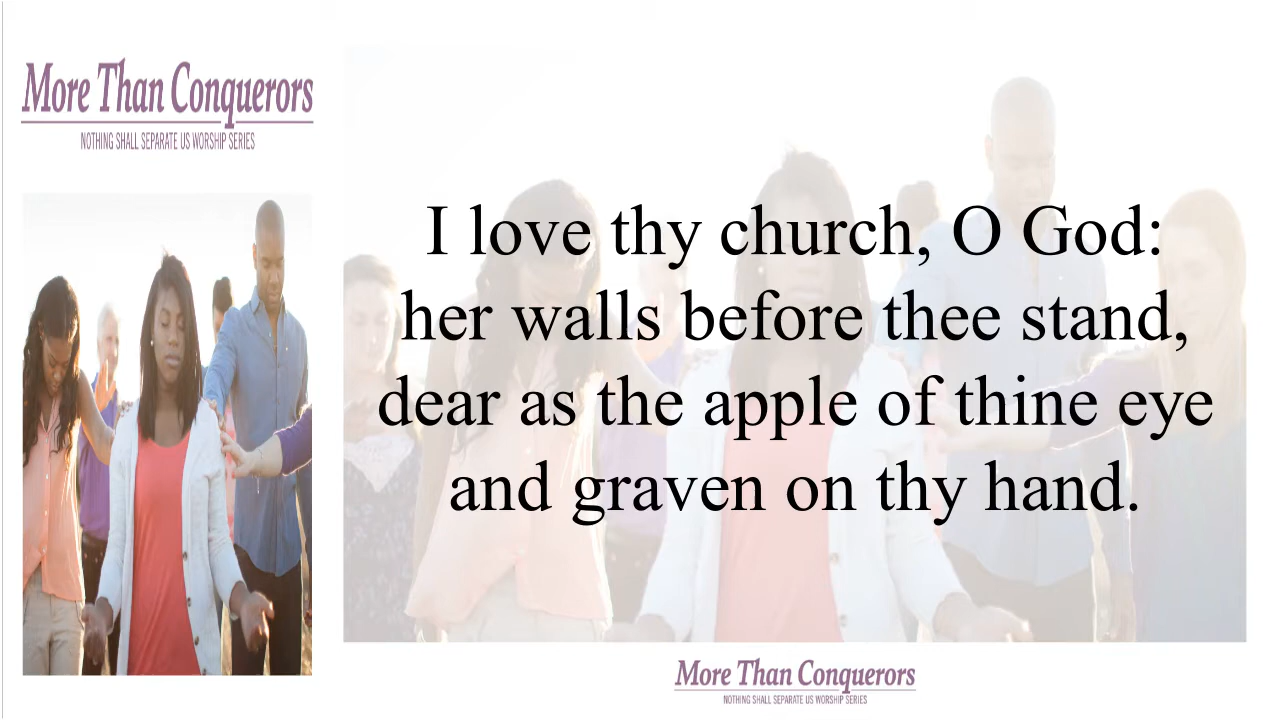 More Than Conquerors
NOTHING SHALL SEPARATE US WORSHIP SERIES
I love thy church, O God:
her walls before thee stand,
dear as the apple of thine eye
and graven on thy hand.
More Than Conquerors
NOTHING SHALL SEPARATE US WORSHIP SERIES